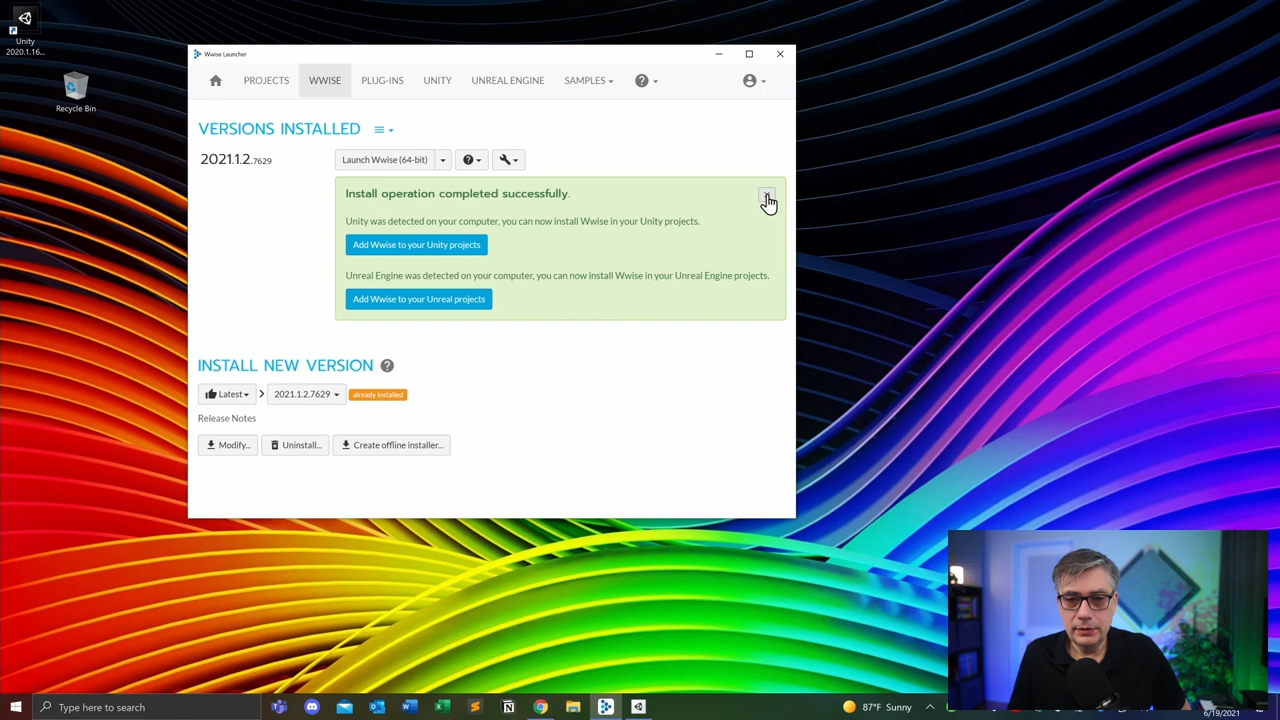 Unity
2020.1.16...
Recycle Bin
Wwise Launcher
PROJECTS
WWISE
PLUG-INS
UNITY
UNREAL ENGINE
SAMPLES
VERSIONS INSTALLED
2021.1.2.7629
Launch Wwise (64-bit)
Install operation completed successfully.
Unity was detected on your computer, you can now install Wwise in your Unity projects.
Add Wwise to your Unity projects
Unreal Engine was detected on your computer, you can now install Wwise in your Unreal Engine projects.
Add Wwise to your Unreal projects
INSTALL NEW VERSION
Latest
2021.1.2.7629
already installed
Release Notes
Modify...
Uninstall...
Create offline installer...
Type here to search
87°F Sunny
6/19/2021